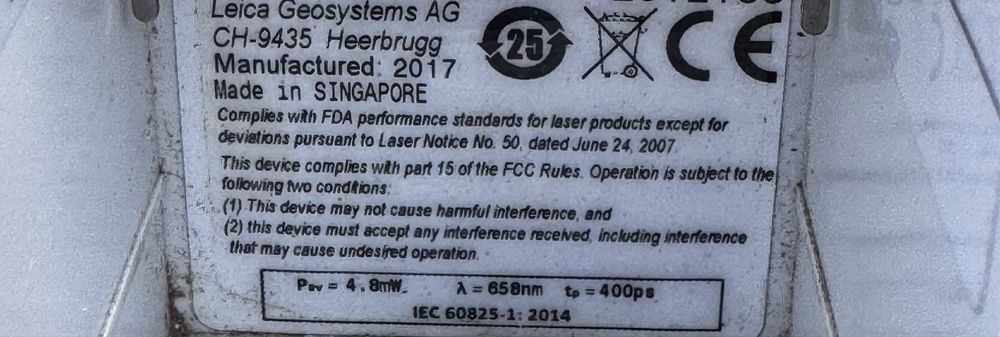 Leica Geosystems AG
CH-9435 Heerbrugg
Manufactured: 2017
Made in SINGAPORE
25
CE
Complies with FDA performance standards for laser products except for
deviations pursuant to Laser Notice No. 50, dated June 24, 2007
This device complies with part 15 of the FCC Rules. Operation is subject to the
following two conditions:
(1) This device may not cause harmful interference, and
(2) this device must accept any interference received, including interference
that may cause undesired operation.
Pav = 4.8mW λ = 658nm tp = 400ps
IEC 60825-1: 2014